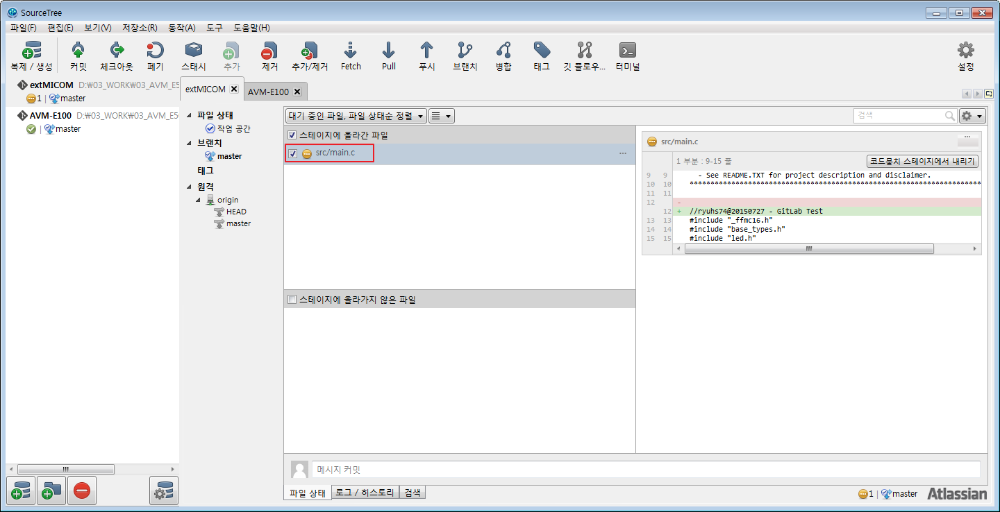 SourceTree
파일(F) 편집(E) 보기(V) 저장소(R) 동작(A) 도구 도움말(H)
복제 / 생성 커밋 체크아웃 폐기 스태시 추가 제거 추가/제거 Fetch Pull 푸시 브랜치 병합 태그 깃 플로우... 터미널 설정
extMICOM D:₩03_WORK₩03_AVM_E5
1 | master
AVM-E100 D:₩03_WORK₩03_AVM_E5
| master
extMICOM AVM-E100
파일 상태
작업 공간
브랜치
master
태그
원격
origin
HEAD
master
대기 중인 파일, 파일 상태순 정렬
검색
스테이지에 올라간 파일
src/main.c ...
스테이지에 올라가지 않은 파일
src/main.c ...
1 부분 : 9-15 줄 코드뭉치 스테이지에서 내리기
9 9 - See README.TXT for project description and disclaimer.
10 10 ************************************************************************
11 11
12 -
12 + //ryuhs74@20150727 - GitLab Test
13 13 #include "_ffmc16.h"
14 14 #include "base_types.h"
15 15 #include "led.h"
메시지 커밋
파일 상태 로그 / 히스토리 검색
1 | master Atlassian